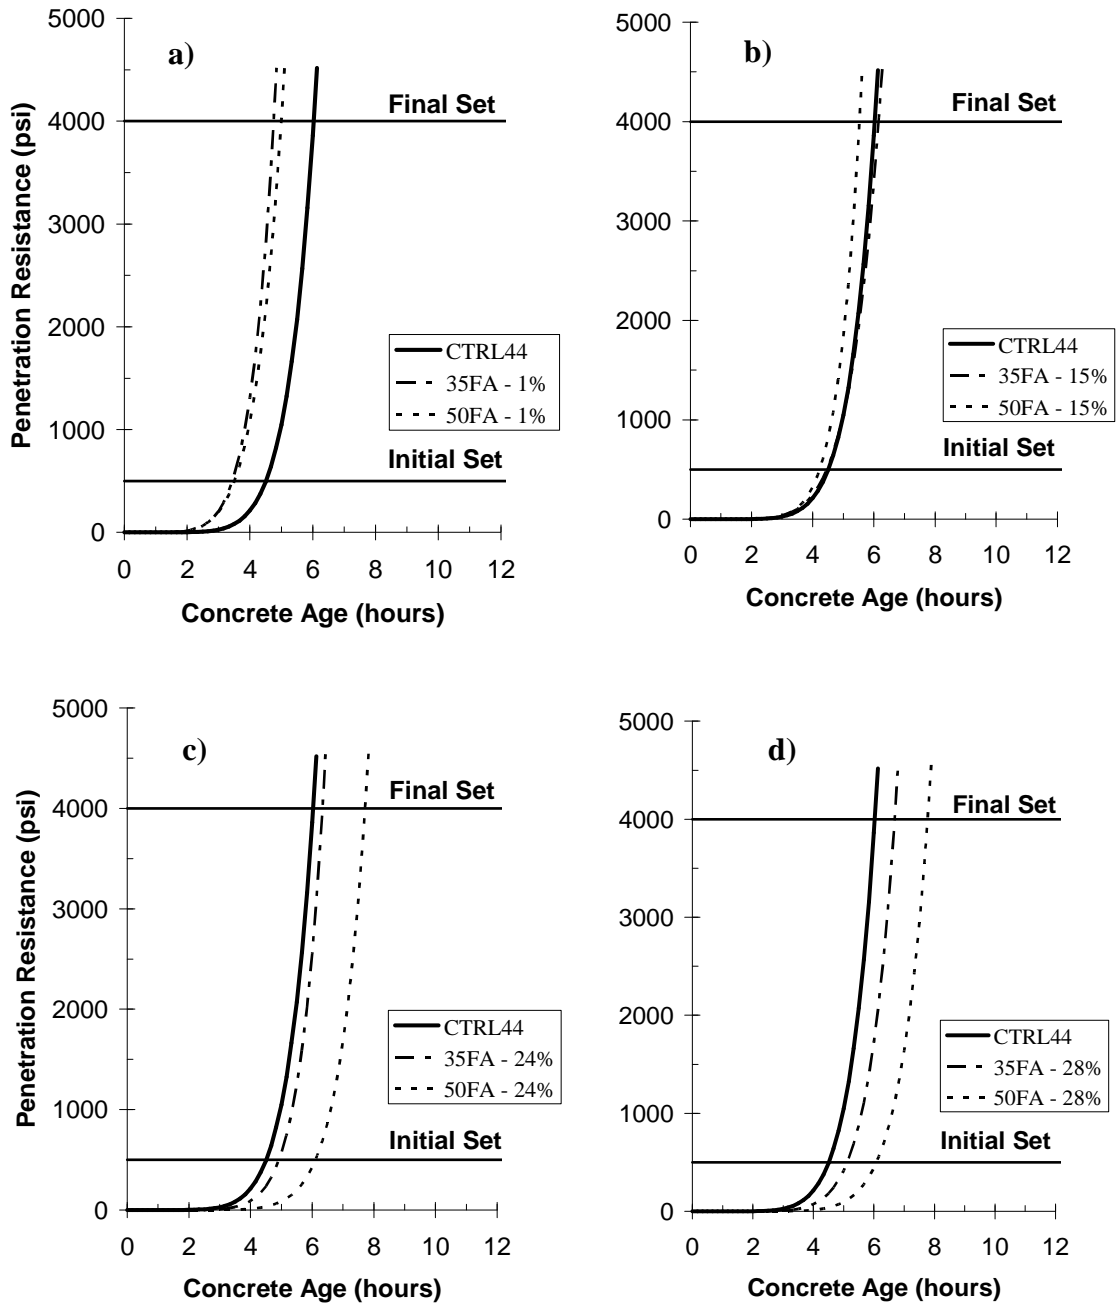 a)
5000
4000
3000
2000
1000
0
Final Set
Initial Set
CTRL44
35FA - 1%
50FA - 1%
0 2 4 6 8 10 12
Concrete Age (hours)
Penetration Resistance (psi)
b)
5000
4000
3000
2000
1000
0
Final Set
Initial Set
CTRL44
35FA - 15%
50FA - 15%
0 2 4 6 8 10 12
Concrete Age (hours)
c)
5000
4000
3000
2000
1000
0
Final Set
Initial Set
CTRL44
35FA - 24%
50FA - 24%
0 2 4 6 8 10 12
Concrete Age (hours)
Penetration Resistance (psi)
d)
5000
4000
3000
2000
1000
0
Final Set
Initial Set
CTRL44
35FA - 28%
50FA - 28%
0 2 4 6 8 10 12
Concrete Age (hours)